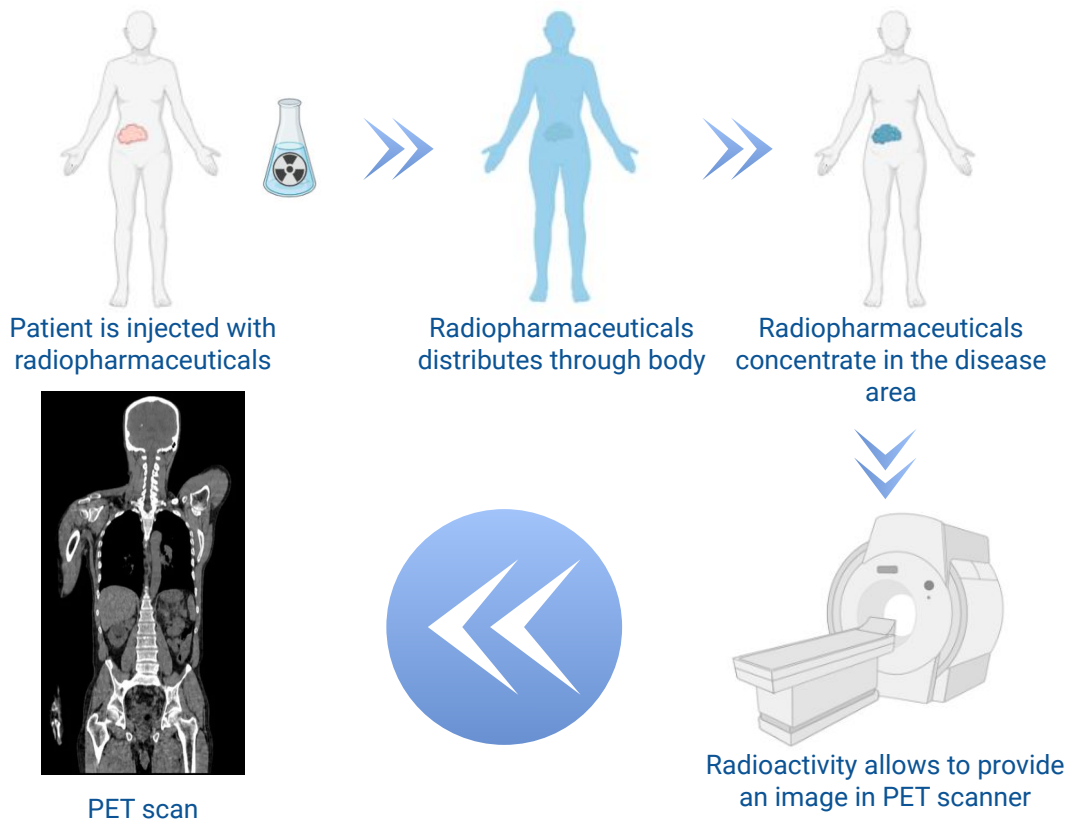 Patient is injected with
radiopharmaceuticals
Radiopharmaceuticals
distributes through body
Radiopharmaceuticals
concentrate in the disease
area
Radioactivity allows to provide
an image in PET scanner
PET scan